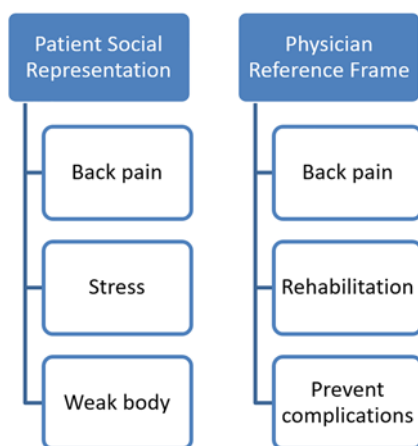 Patient Social
Representation
Back pain
Stress
Weak body
Physician
Reference Frame
Back pain
Rehabilitation
Prevent
complications